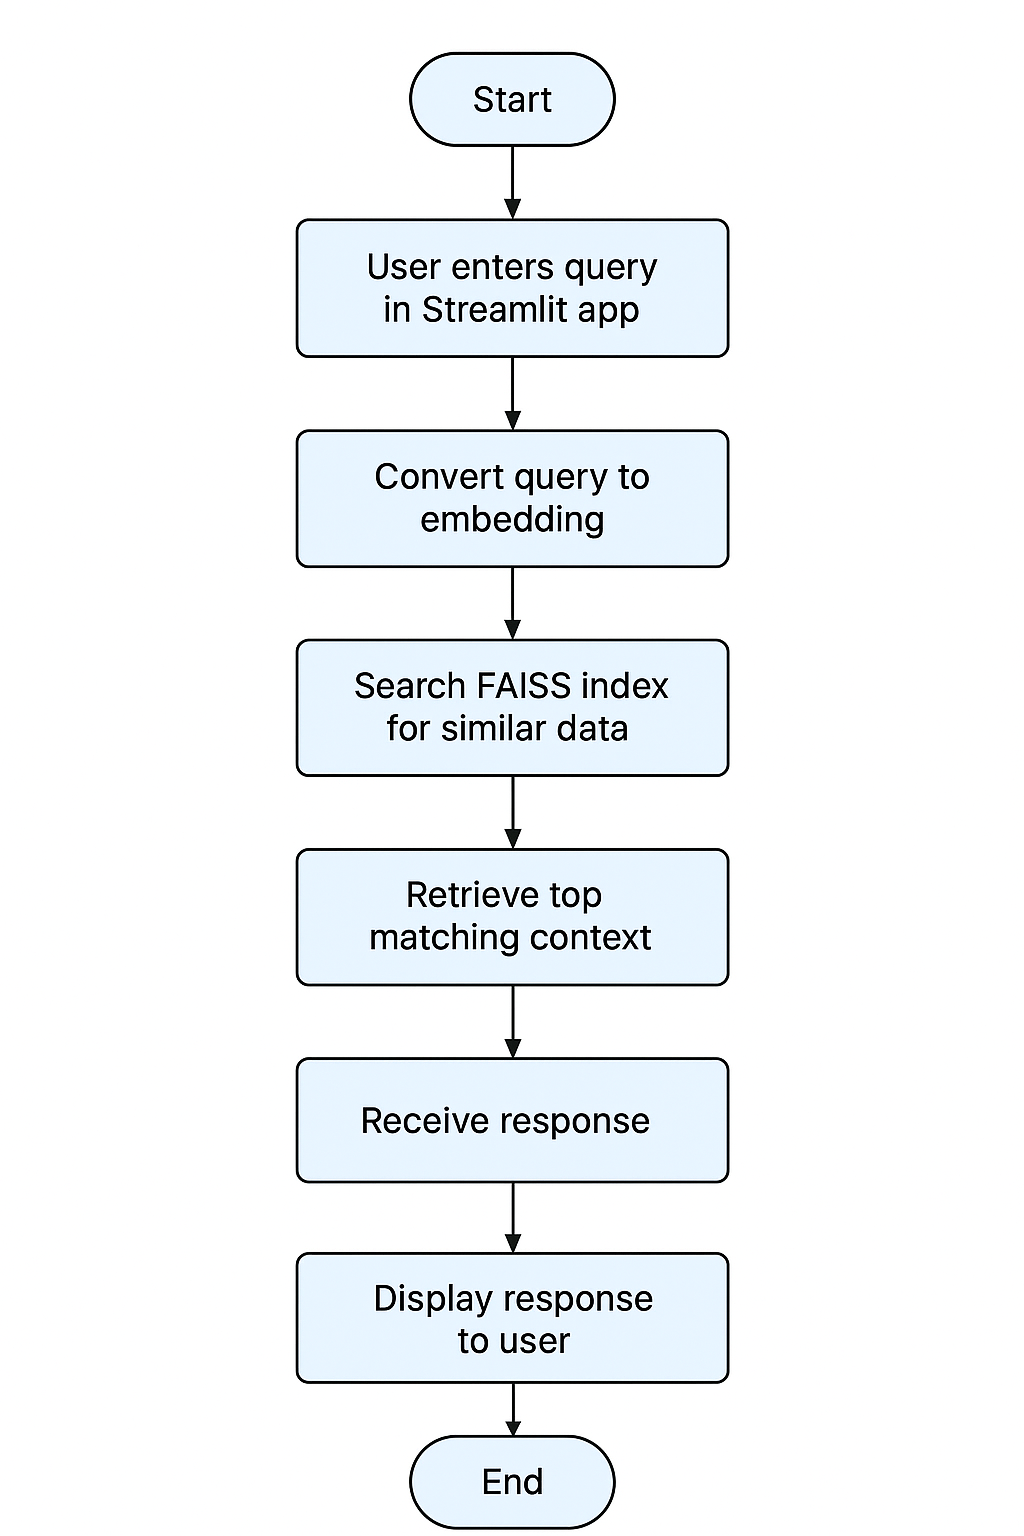 Start
User enters query
in Streamlit app
Convert query to
embedding
Search FAISS index
for similar data
Retrieve top
matching context
Receive response
Display response
to user
End